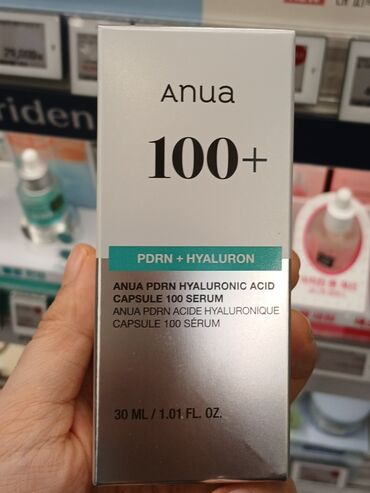 Anua
100+
PDRN + HYALURON
ANUA PDRN HYALURONIC ACID
CAPSULE 100 SERUM
ANUA PDRN ACIDE HYALURONIQUE
CAPSULE 100 SÉRUM
30 ML / 1.01 FL. OZ.
riden